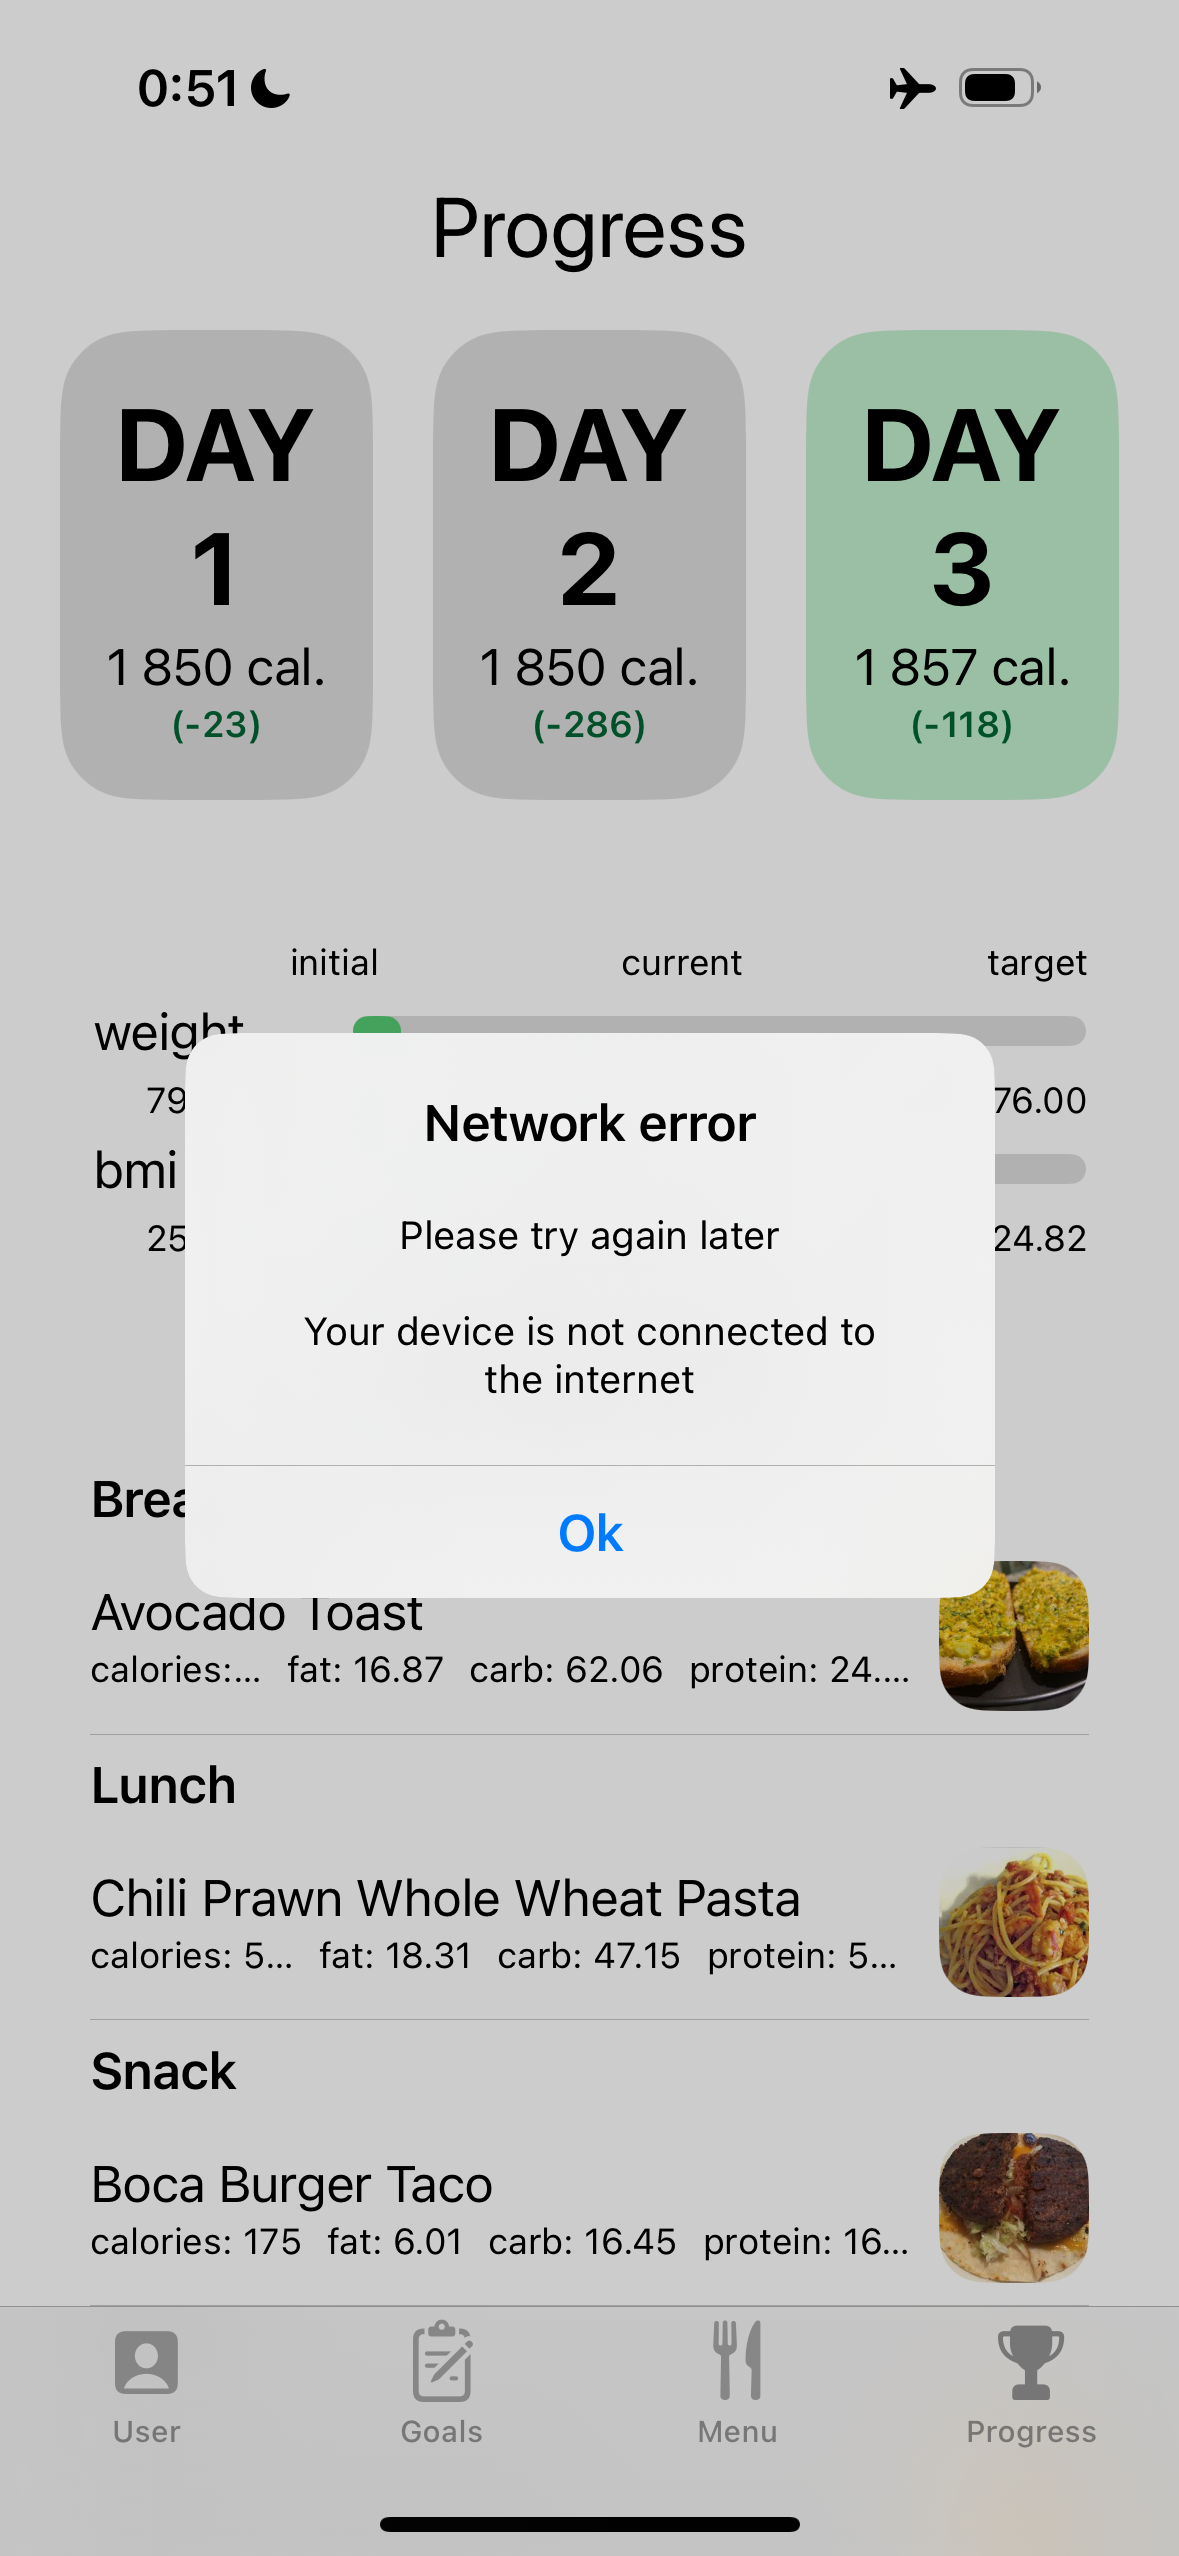 0:51
Progress
DAY
1
1 850 cal.
(-23)
DAY
2
1 850 cal.
(-286)
DAY
3
1 857 cal.
(-118)
initial current target
weight
79 76.00
bmi
25 24.82
Network error
Please try again later
Your device is not connected to
the internet
Ok
Brea
Avocado Toast
calories:... fat: 16.87 carb: 62.06 protein: 24....
Lunch
Chili Prawn Whole Wheat Pasta
calories: 5... fat: 18.31 carb: 47.15 protein: 5...
Snack
Boca Burger Taco
calories: 175 fat: 6.01 carb: 16.45 protein: 16...
User Goals Menu Progress